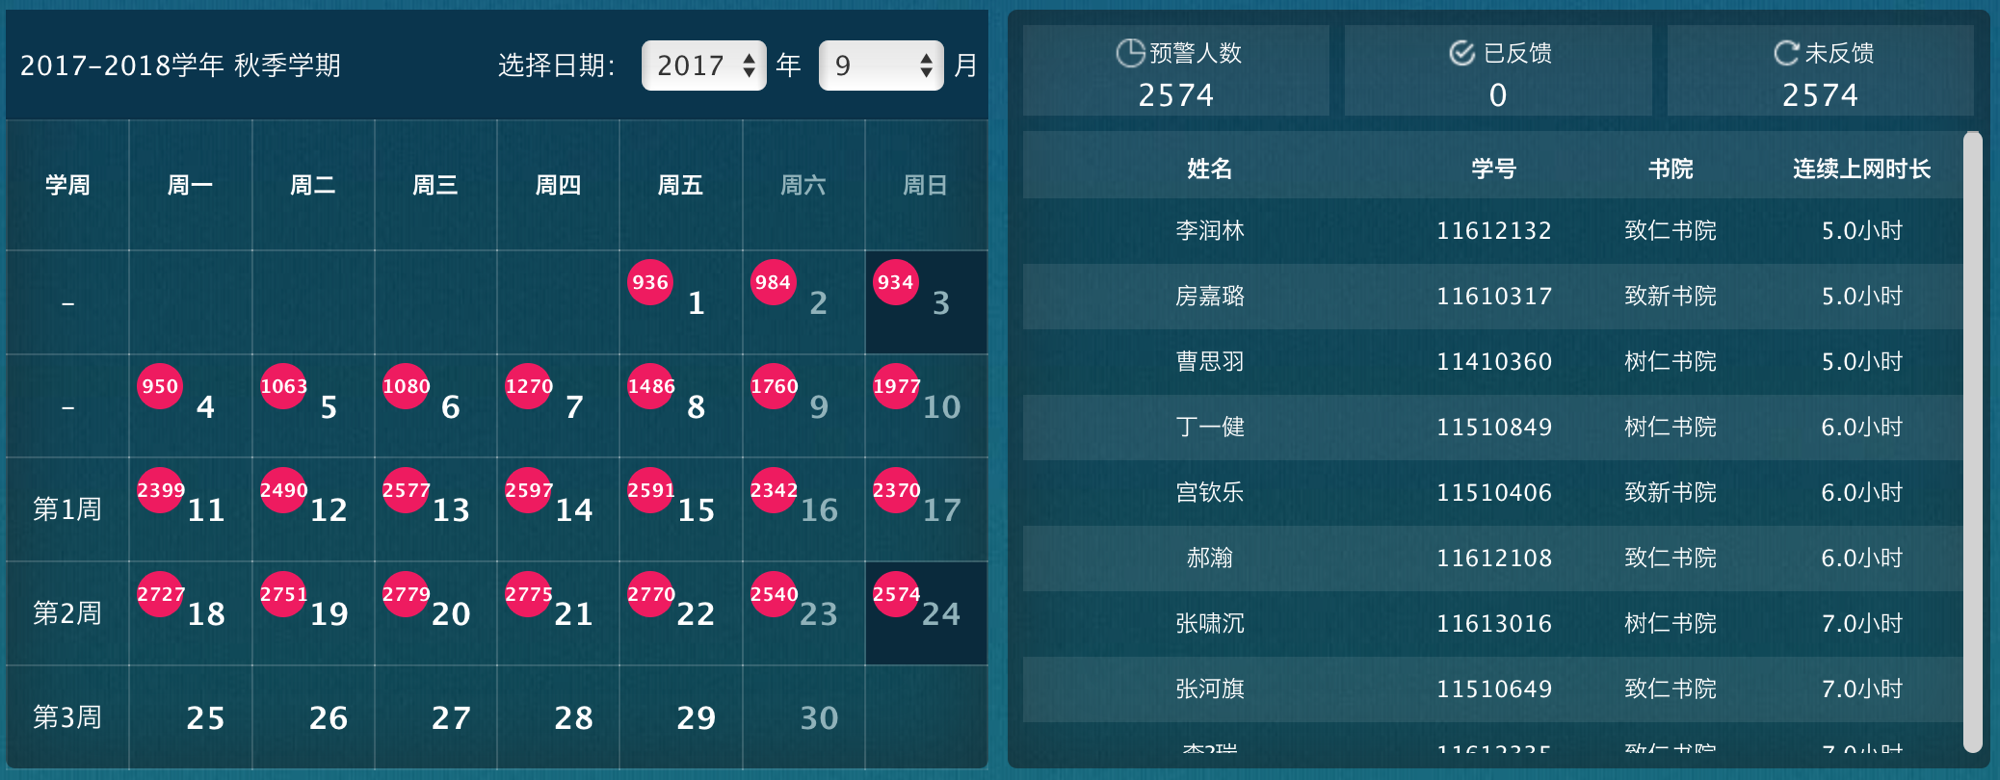 2017-2018学年 秋季学期 选择日期： 2017 年 9 月
学周 周一 周二 周三 周四 周五 周六 周日
– 936 1 984 2 934 3
– 950 4 1063 5 1080 6 1270 7 1486 8 1760 9 1977 10
第1周 2399 11 2490 12 2577 13 2597 14 2591 15 2342 16 2370 17
第2周 2727 18 2751 19 2779 20 2775 21 2770 22 2540 23 2574 24
第3周 25 26 27 28 29 30
预警人数 已反馈 未反馈
2574 0 2574
姓名 学号 书院 连续上网时长
李润林 11612132 致仁书院 5.0小时
房嘉璐 11610317 致新书院 5.0小时
曹思羽 11410360 树仁书院 5.0小时
丁一健 11510849 树仁书院 6.0小时
宫钦乐 11510406 致新书院 6.0小时
郝瀚 11612108 致仁书院 6.0小时
张啸沉 11613016 树仁书院 7.0小时
张河旗 11510649 致仁书院 7.0小时
11612335 致仁书院 7.0小时